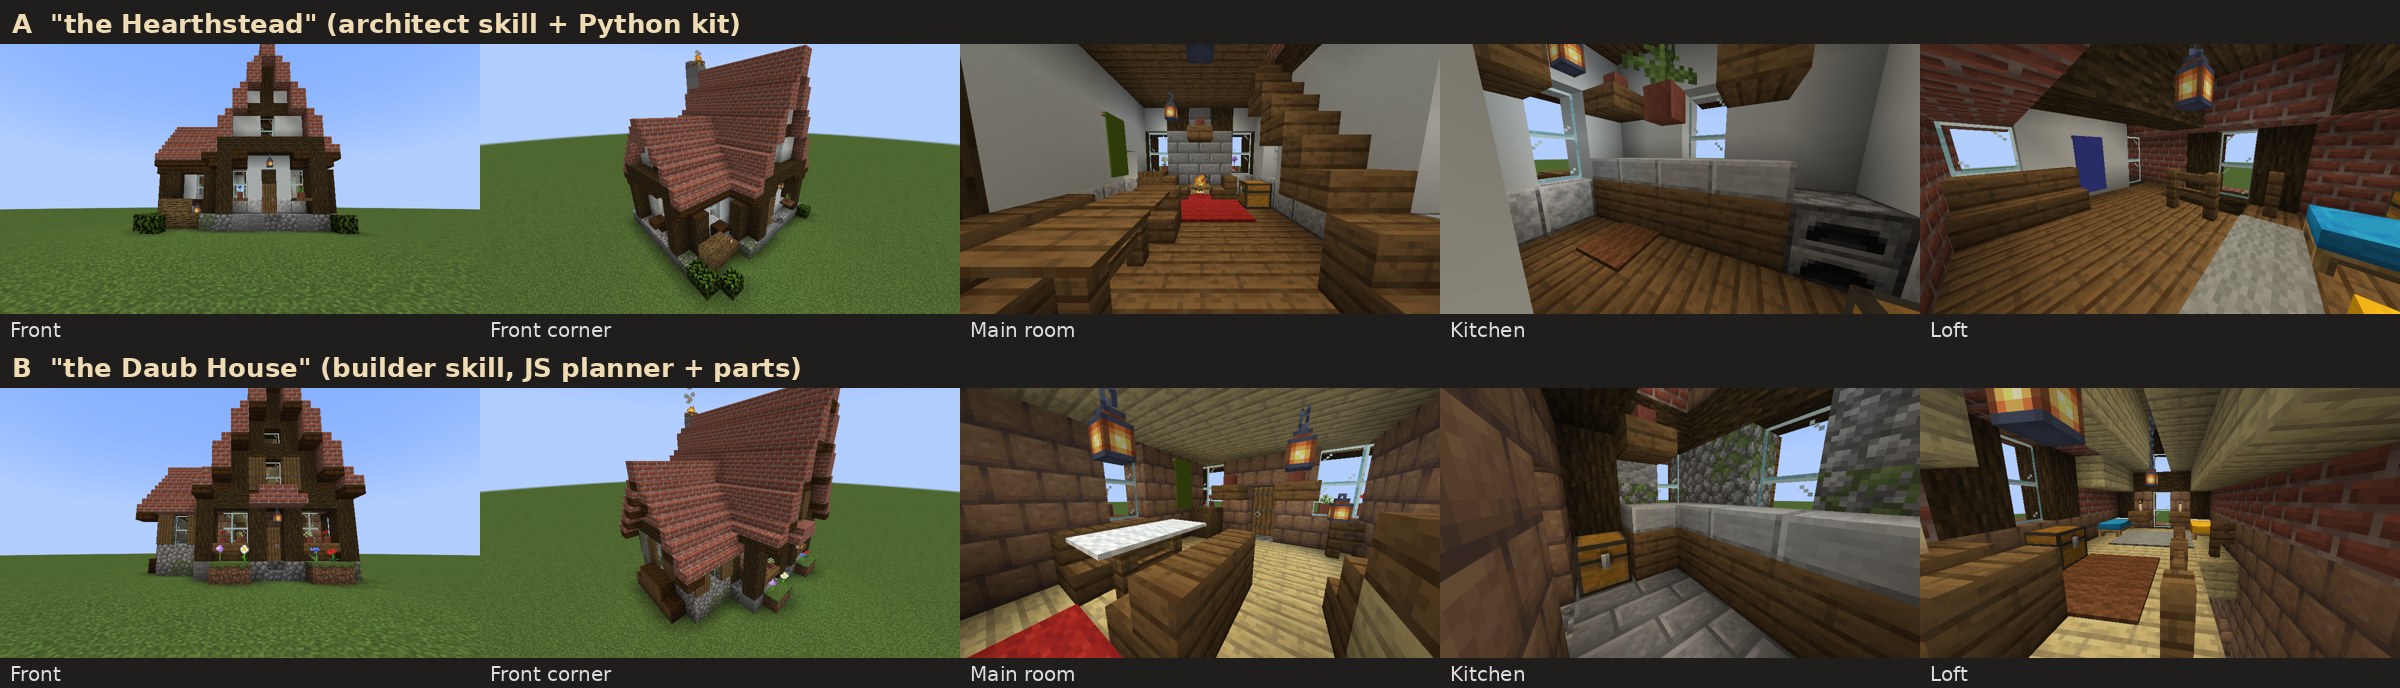 A "the Hearthstead" (architect skill + Python kit)
Front
Front corner
Main room
Kitchen
Loft
B "the Daub House" (builder skill, JS planner + parts)
Front
Front corner
Main room
Kitchen
Loft